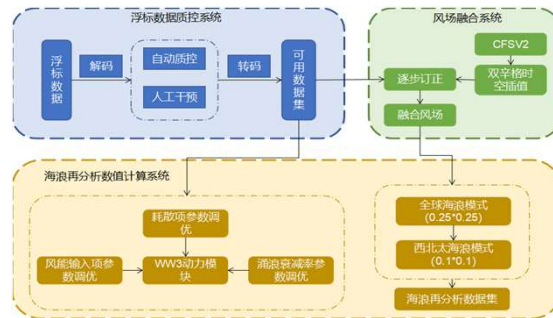 浮标数据质控系统
浮标
数据
解码
自动质控
人工干预
转码
可用
数据
集
风场融合系统
CFSV2
逐步订正
双辛格时
空插值
融合风场
海浪再分析数值计算系统
耗散项参数调
优
风能输入项参
数调优
WW3动力模
块
涌浪衰减率参
数调优
全球海浪模式
(0.25*0.25)
西北太海浪模式
(0.1*0.1)
海浪再分析数据集